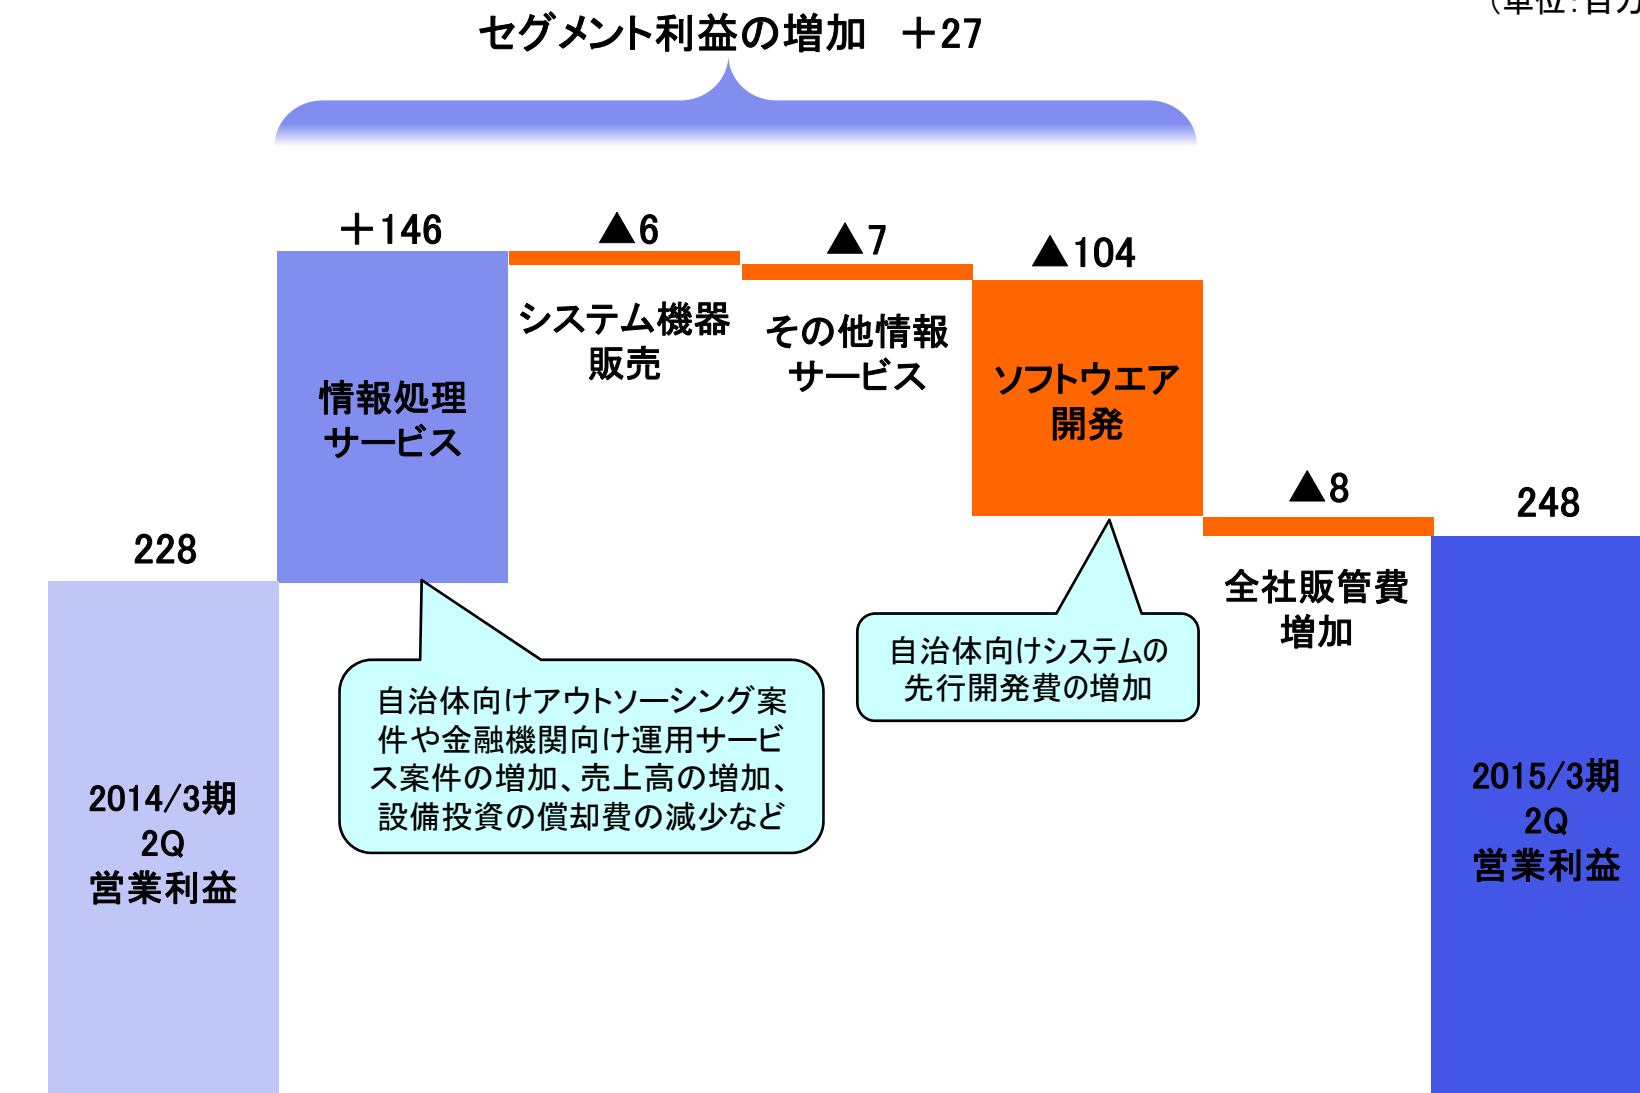 セグメント利益の増加 ＋27
＋146
▲6
▲7
▲104
システム機器
販売
その他情報
サービス
情報処理
サービス
ソフトウエア
開発
▲8
248
228
全社販管費
増加
自治体向けシステムの
先行開発費の増加
自治体向けアウトソーシング案
件や金融機関向け運用サービ
ス案件の増加、売上高の増加、
設備投資の償却費の減少など
2014/3期
2Q
営業利益
2015/3期
2Q
営業利益